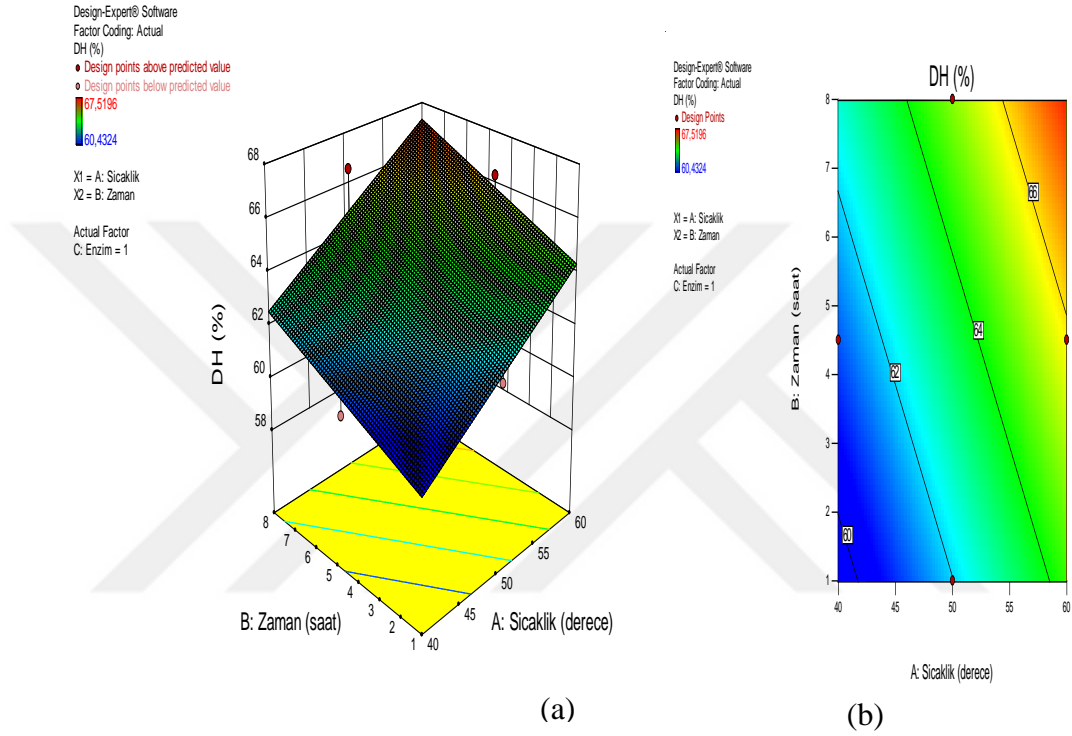 Design-Expert® Software
Factor Coding: Actual
DH (%)
Design points above predicted value
Design points below predicted value
67,5196
60,4324
X1 = A: Sicaklik
X2 = B: Zaman
Actual Factor
C: Enzim = 1
68
66
64
62
60
58
DH (%)
8
7
6
5
4
3
2
1
40
45
50
55
60
B: Zaman (saat)
A: Sicaklik (derece)
(a)
Design-Expert® Software
Factor Coding: Actual
DH (%)
Design Points
67,5196
60,4324
X1 = A: Sicaklik
X2 = B: Zaman
Actual Factor
C: Enzim = 1
DH (%)
8
7
6
5
4
3
2
1
B: Zaman (saat)
60
62
64
66
40 45 50 55 60
A: Sicaklik (derece)
(b)